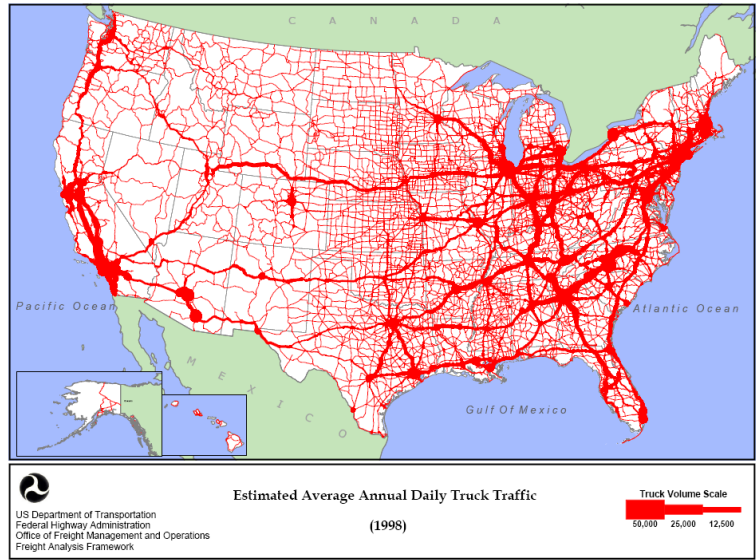 C A N A D A
Pacific Ocean
Atlantic Ocean
M E X I C O
Gulf Of Mexico
Estimated Average Annual Daily Truck Traffic
(1998)
US Department of Transportation
Federal Highway Administration
Office of Freight Management and Operations
Freight Analysis Framework
Truck Volume Scale
50,000 25,000 12,500